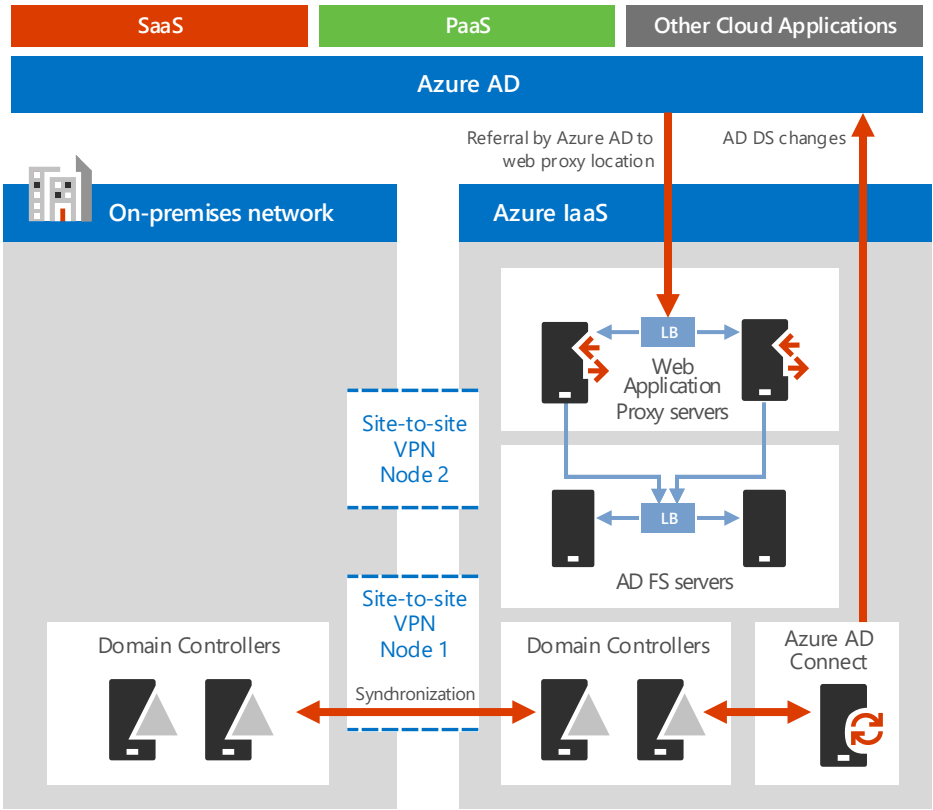 SaaS
PaaS
Other Cloud Applications
Azure AD
Referral by Azure AD to
web proxy location
AD DS changes
On-premises network
Azure IaaS
LB
Web
Application
Proxy servers
Site-to-site
VPN
Node 2
LB
AD FS servers
Site-to-site
VPN
Node 1
Synchronization
Domain Controllers
Domain Controllers
Azure AD
Connect